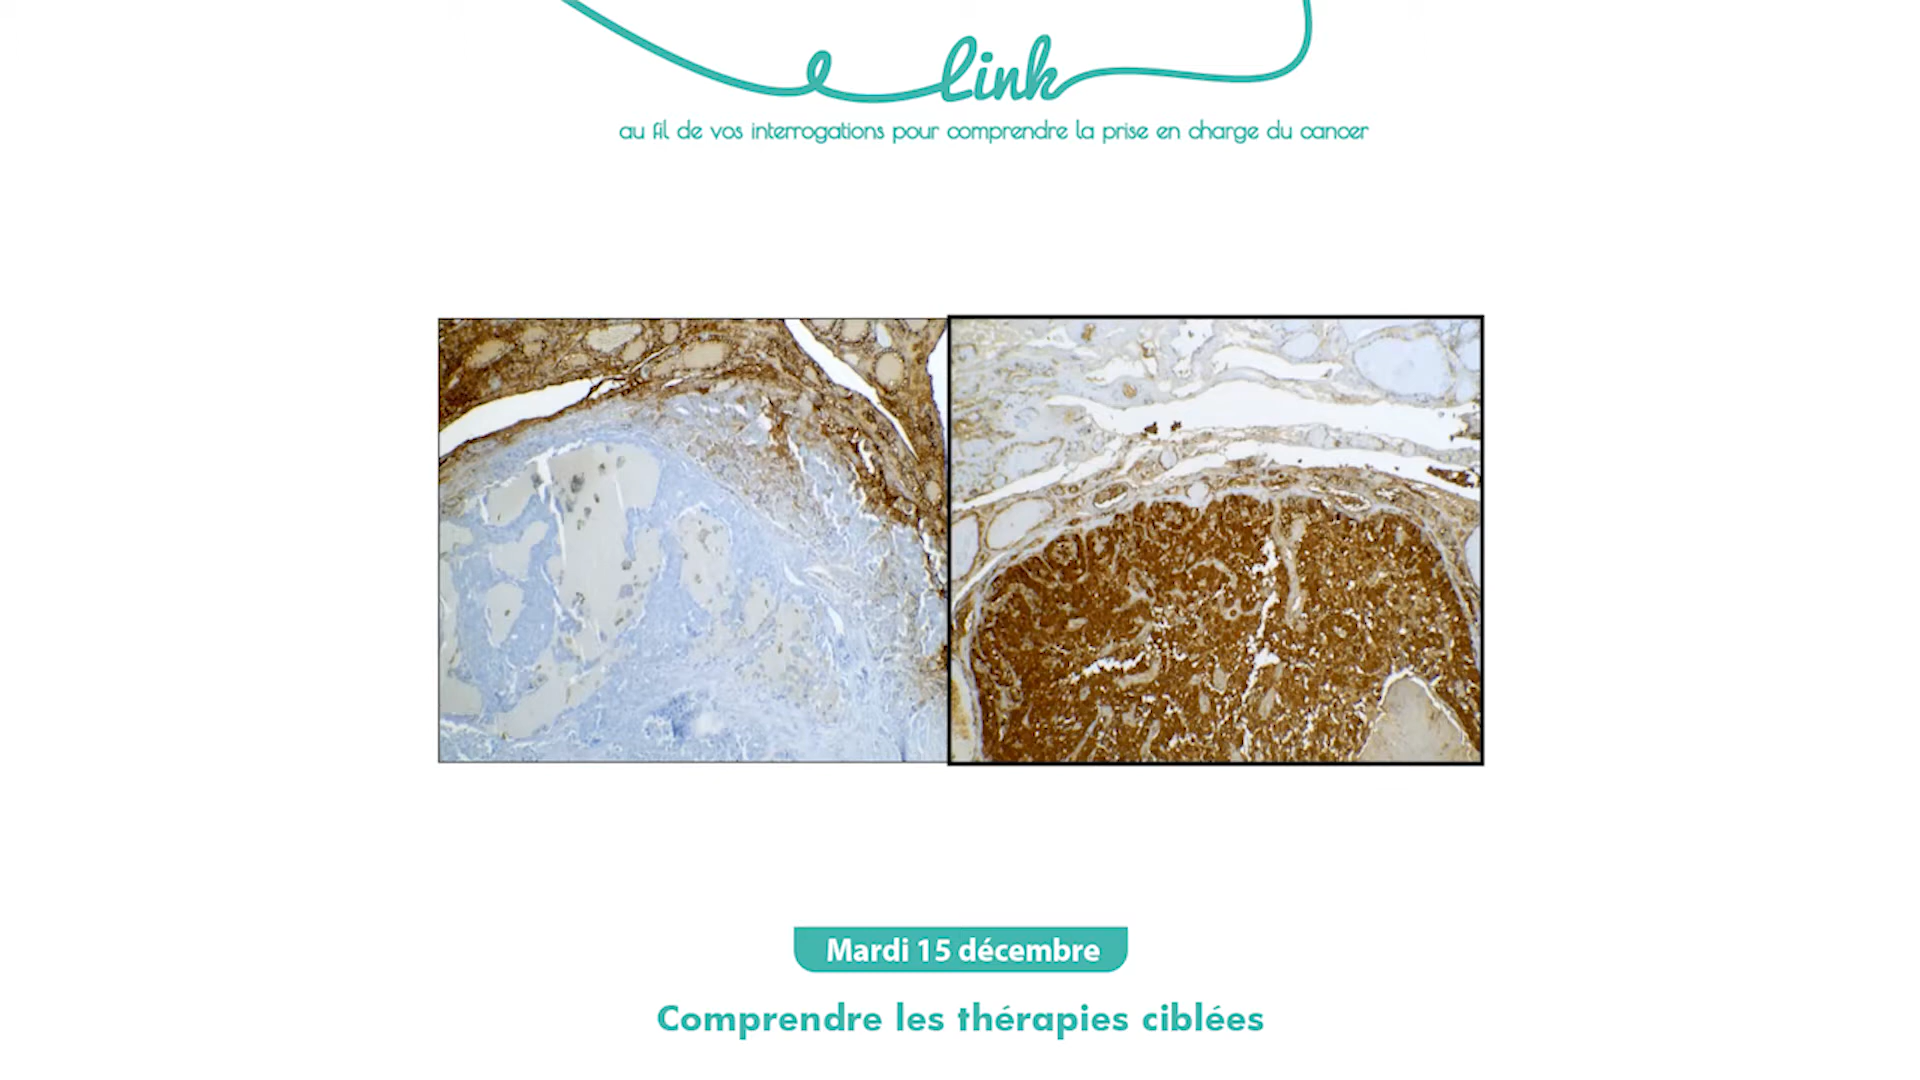 e link
au fil de vos interrogations pour comprendre la prise en charge du cancer
Mardi 15 décembre
Comprendre les thérapies ciblées